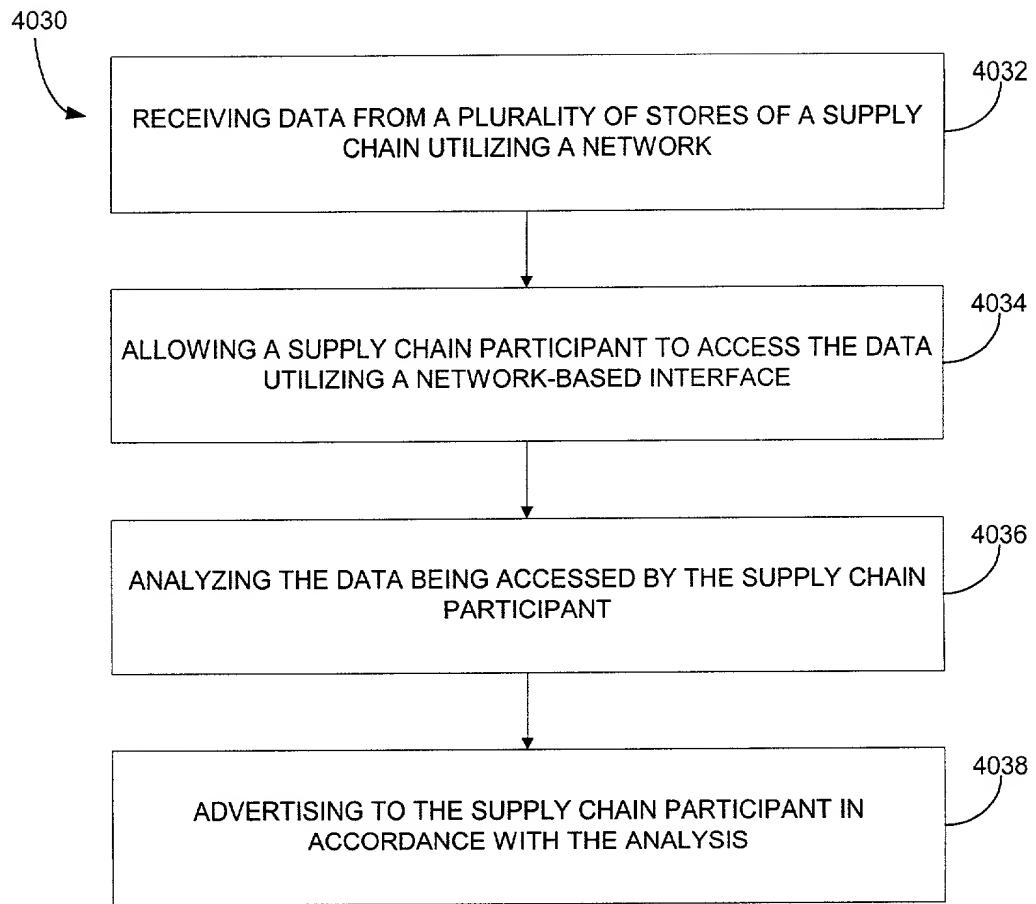 4030
4032
RECEIVING DATA FROM A PLURALITY OF STORES OF A SUPPLY
CHAIN UTILIZING A NETWORK
4034
ALLOWING A SUPPLY CHAIN PARTICIPANT TO ACCESS THE DATA
UTILIZING A NETWORK-BASED INTERFACE
4036
ANALYZING THE DATA BEING ACCESSED BY THE SUPPLY CHAIN
PARTICIPANT
4038
ADVERTISING TO THE SUPPLY CHAIN PARTICIPANT IN
ACCORDANCE WITH THE ANALYSIS